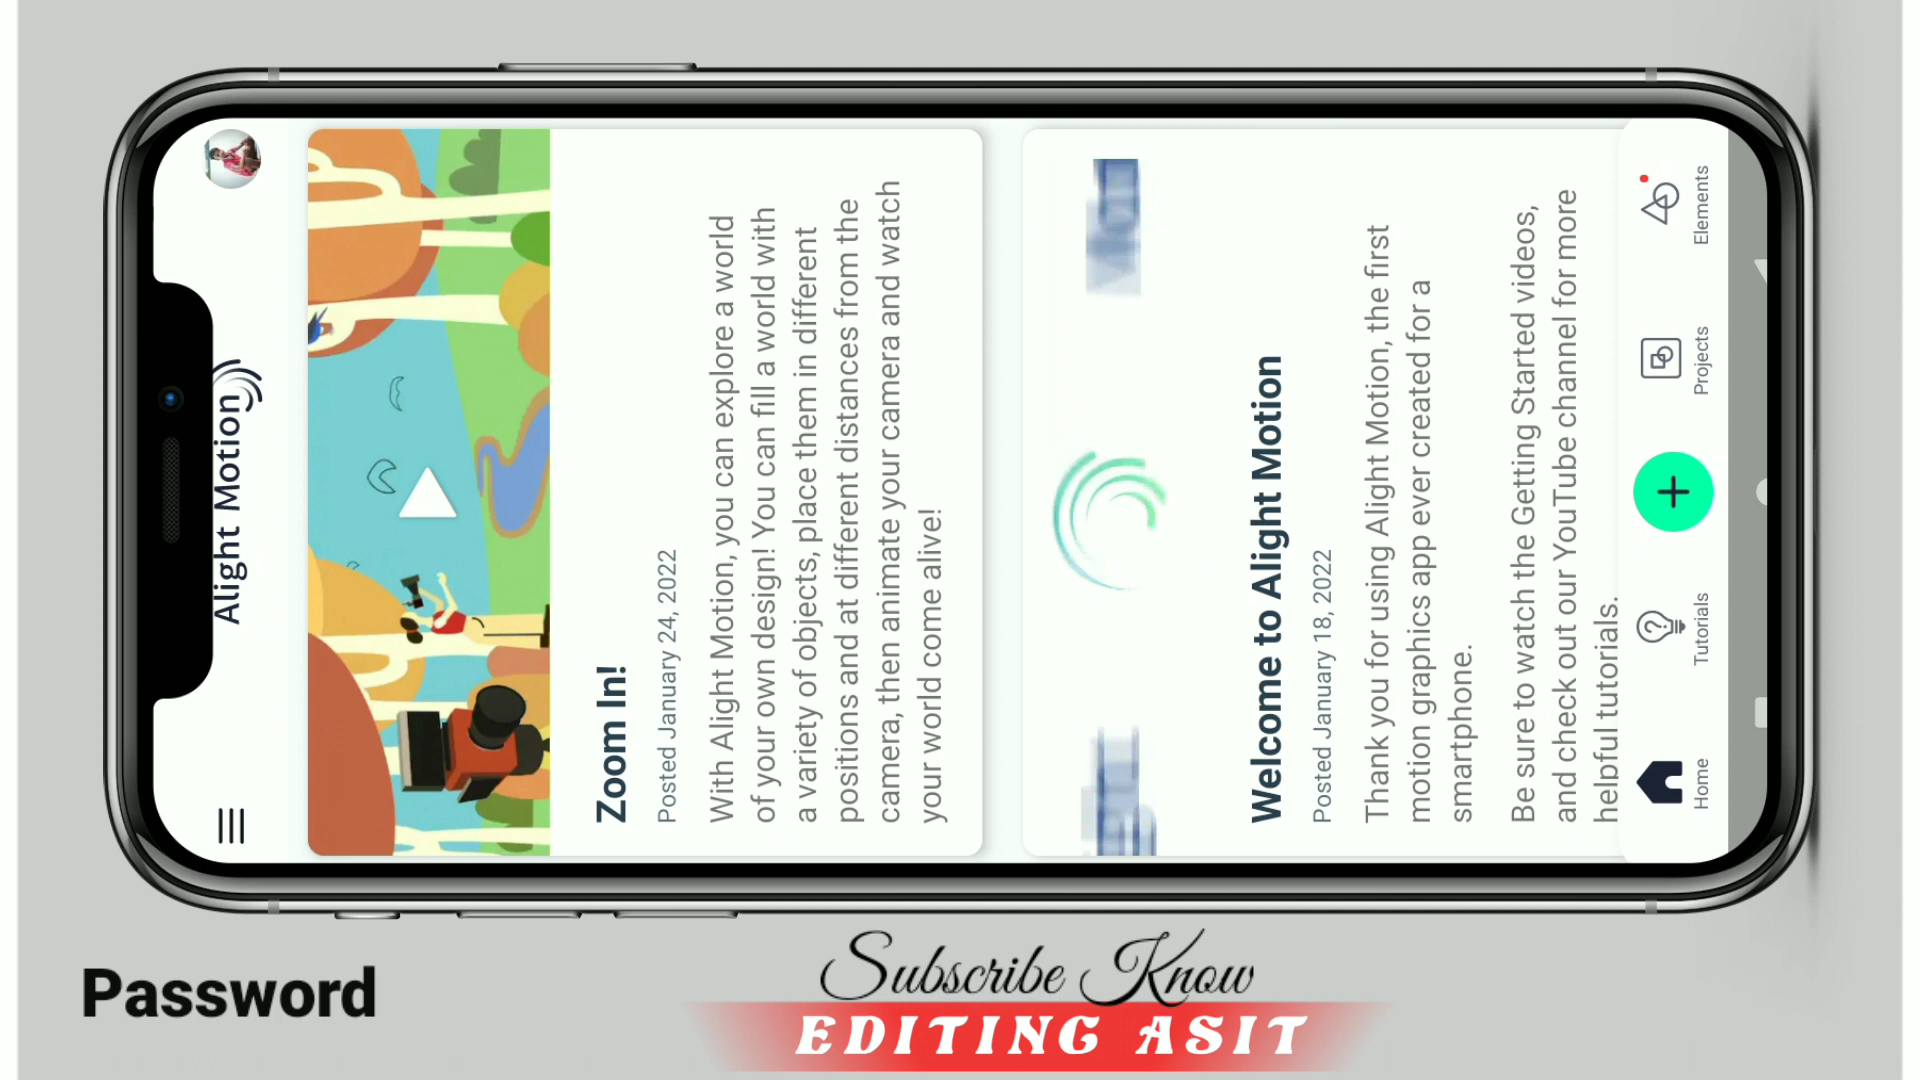 Alight Motion
Zoom In!
Posted January 24, 2022
With Alight Motion, you can explore a world
of your own design! You can fill a world with
a variety of objects, place them in different
positions and at different distances from the
camera, then animate your camera and watch
your world come alive!
Welcome to Alight Motion
Posted January 18, 2022
Thank you for using Alight Motion, the first
motion graphics app ever created for a
smartphone.
Be sure to watch the Getting Started videos,
and check out our YouTube channel for more
helpful tutorials.
Home
Tutorials
Projects
Elements
Password
Subscribe Know
EDITING ASIT